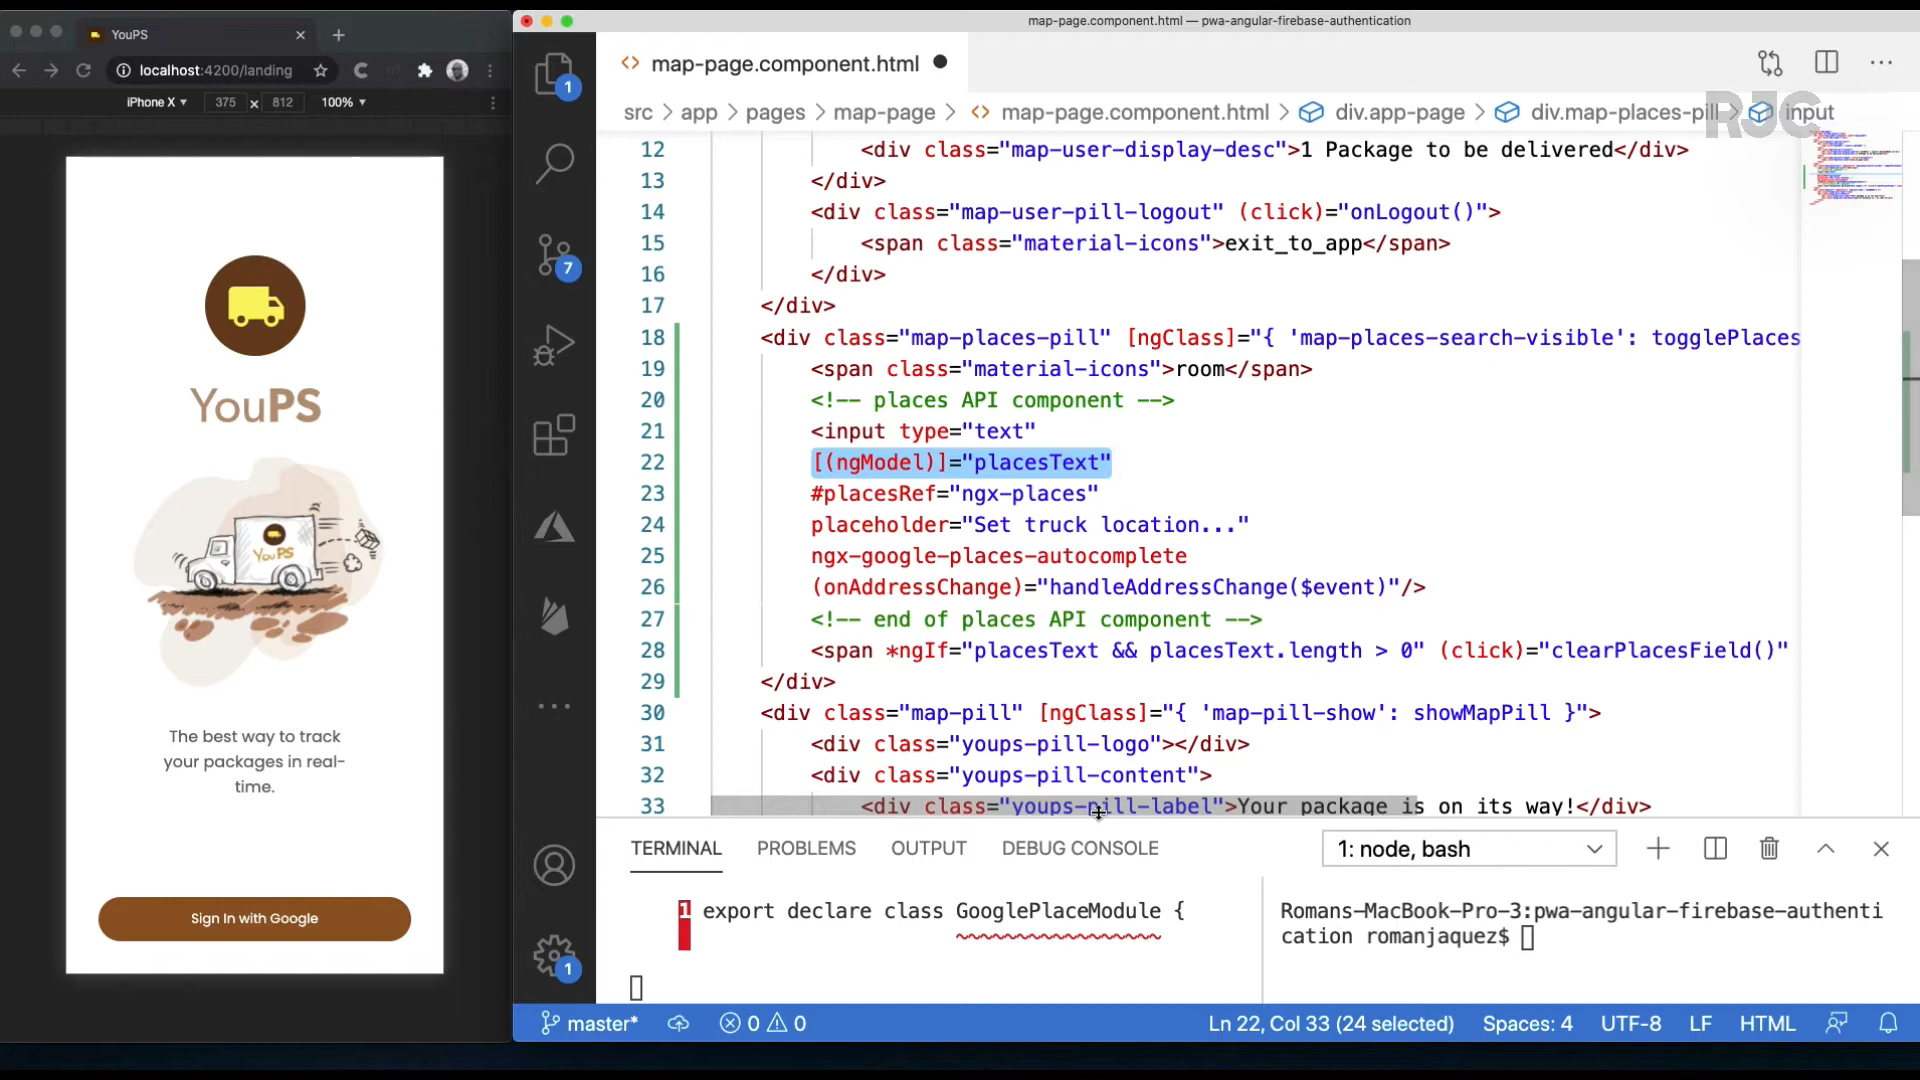 YouPS
localhost:4200/landing
iPhone X 375 x 812 100%
YouPS
YouPS
The best way to track
your packages in real-
time.
Sign In with Google
map-page.component.html — pwa-angular-firebase-authentication
map-page.component.html
src > app > pages > map-page > map-page.component.html > div.app-page > div.map-places-pill > input
RJC
1
7
1
12 <div class="map-user-display-desc">1 Package to be delivered</div>
13 </div>
14 <div class="map-user-pill-logout" (click)="onLogout()">
15 <span class="material-icons">exit_to_app</span>
16 </div>
17 </div>
18 <div class="map-places-pill" [ngClass]="{ 'map-places-search-visible': togglePlaces
19 <span class="material-icons">room</span>
20 <!-- places API component -->
21 <input type="text"
22 [(ngModel)]="placesText"
23 #placesRef="ngx-places"
24 placeholder="Set truck location..."
25 ngx-google-places-autocomplete
26 (onAddressChange)="handleAddressChange($event)"/>
27 <!-- end of places API component -->
28 <span *ngIf="placesText && placesText.length > 0" (click)="clearPlacesField()"
29 </div>
30 <div class="map-pill" [ngClass]="{ 'map-pill-show': showMapPill }">
31 <div class="youps-pill-logo"></div>
32 <div class="youps-pill-content">
33 <div class="youps-pill-label">Your package is on its way!</div>
TERMINAL PROBLEMS OUTPUT DEBUG CONSOLE 1: node, bash
1 export declare class GooglePlaceModule {
~~~~~~~~~~~~~~~~~
Romans-MacBook-Pro-3:pwa-angular-firebase-authenti
cation romanjaquez$
master* 0 0 Ln 22, Col 33 (24 selected) Spaces: 4 UTF-8 LF HTML